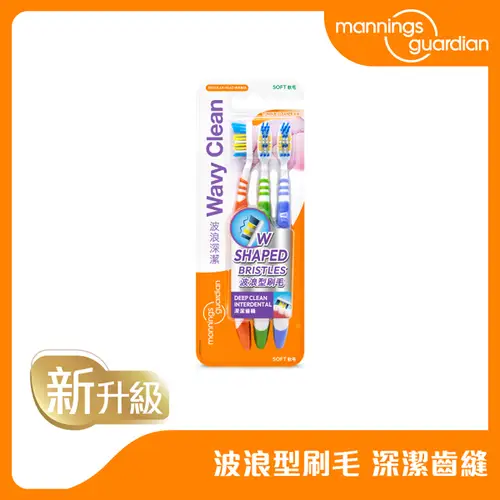 mannings
guardian
SOFT 軟毛
Wavy Clean
波浪深潔
W
SHAPED
BRISTLES
波浪型刷毛
DEEP CLEAN
INTERDENTAL
深潔齒縫
mannings
guardian
SOFT 軟毛
新升級
波浪型刷毛 深潔齒縫